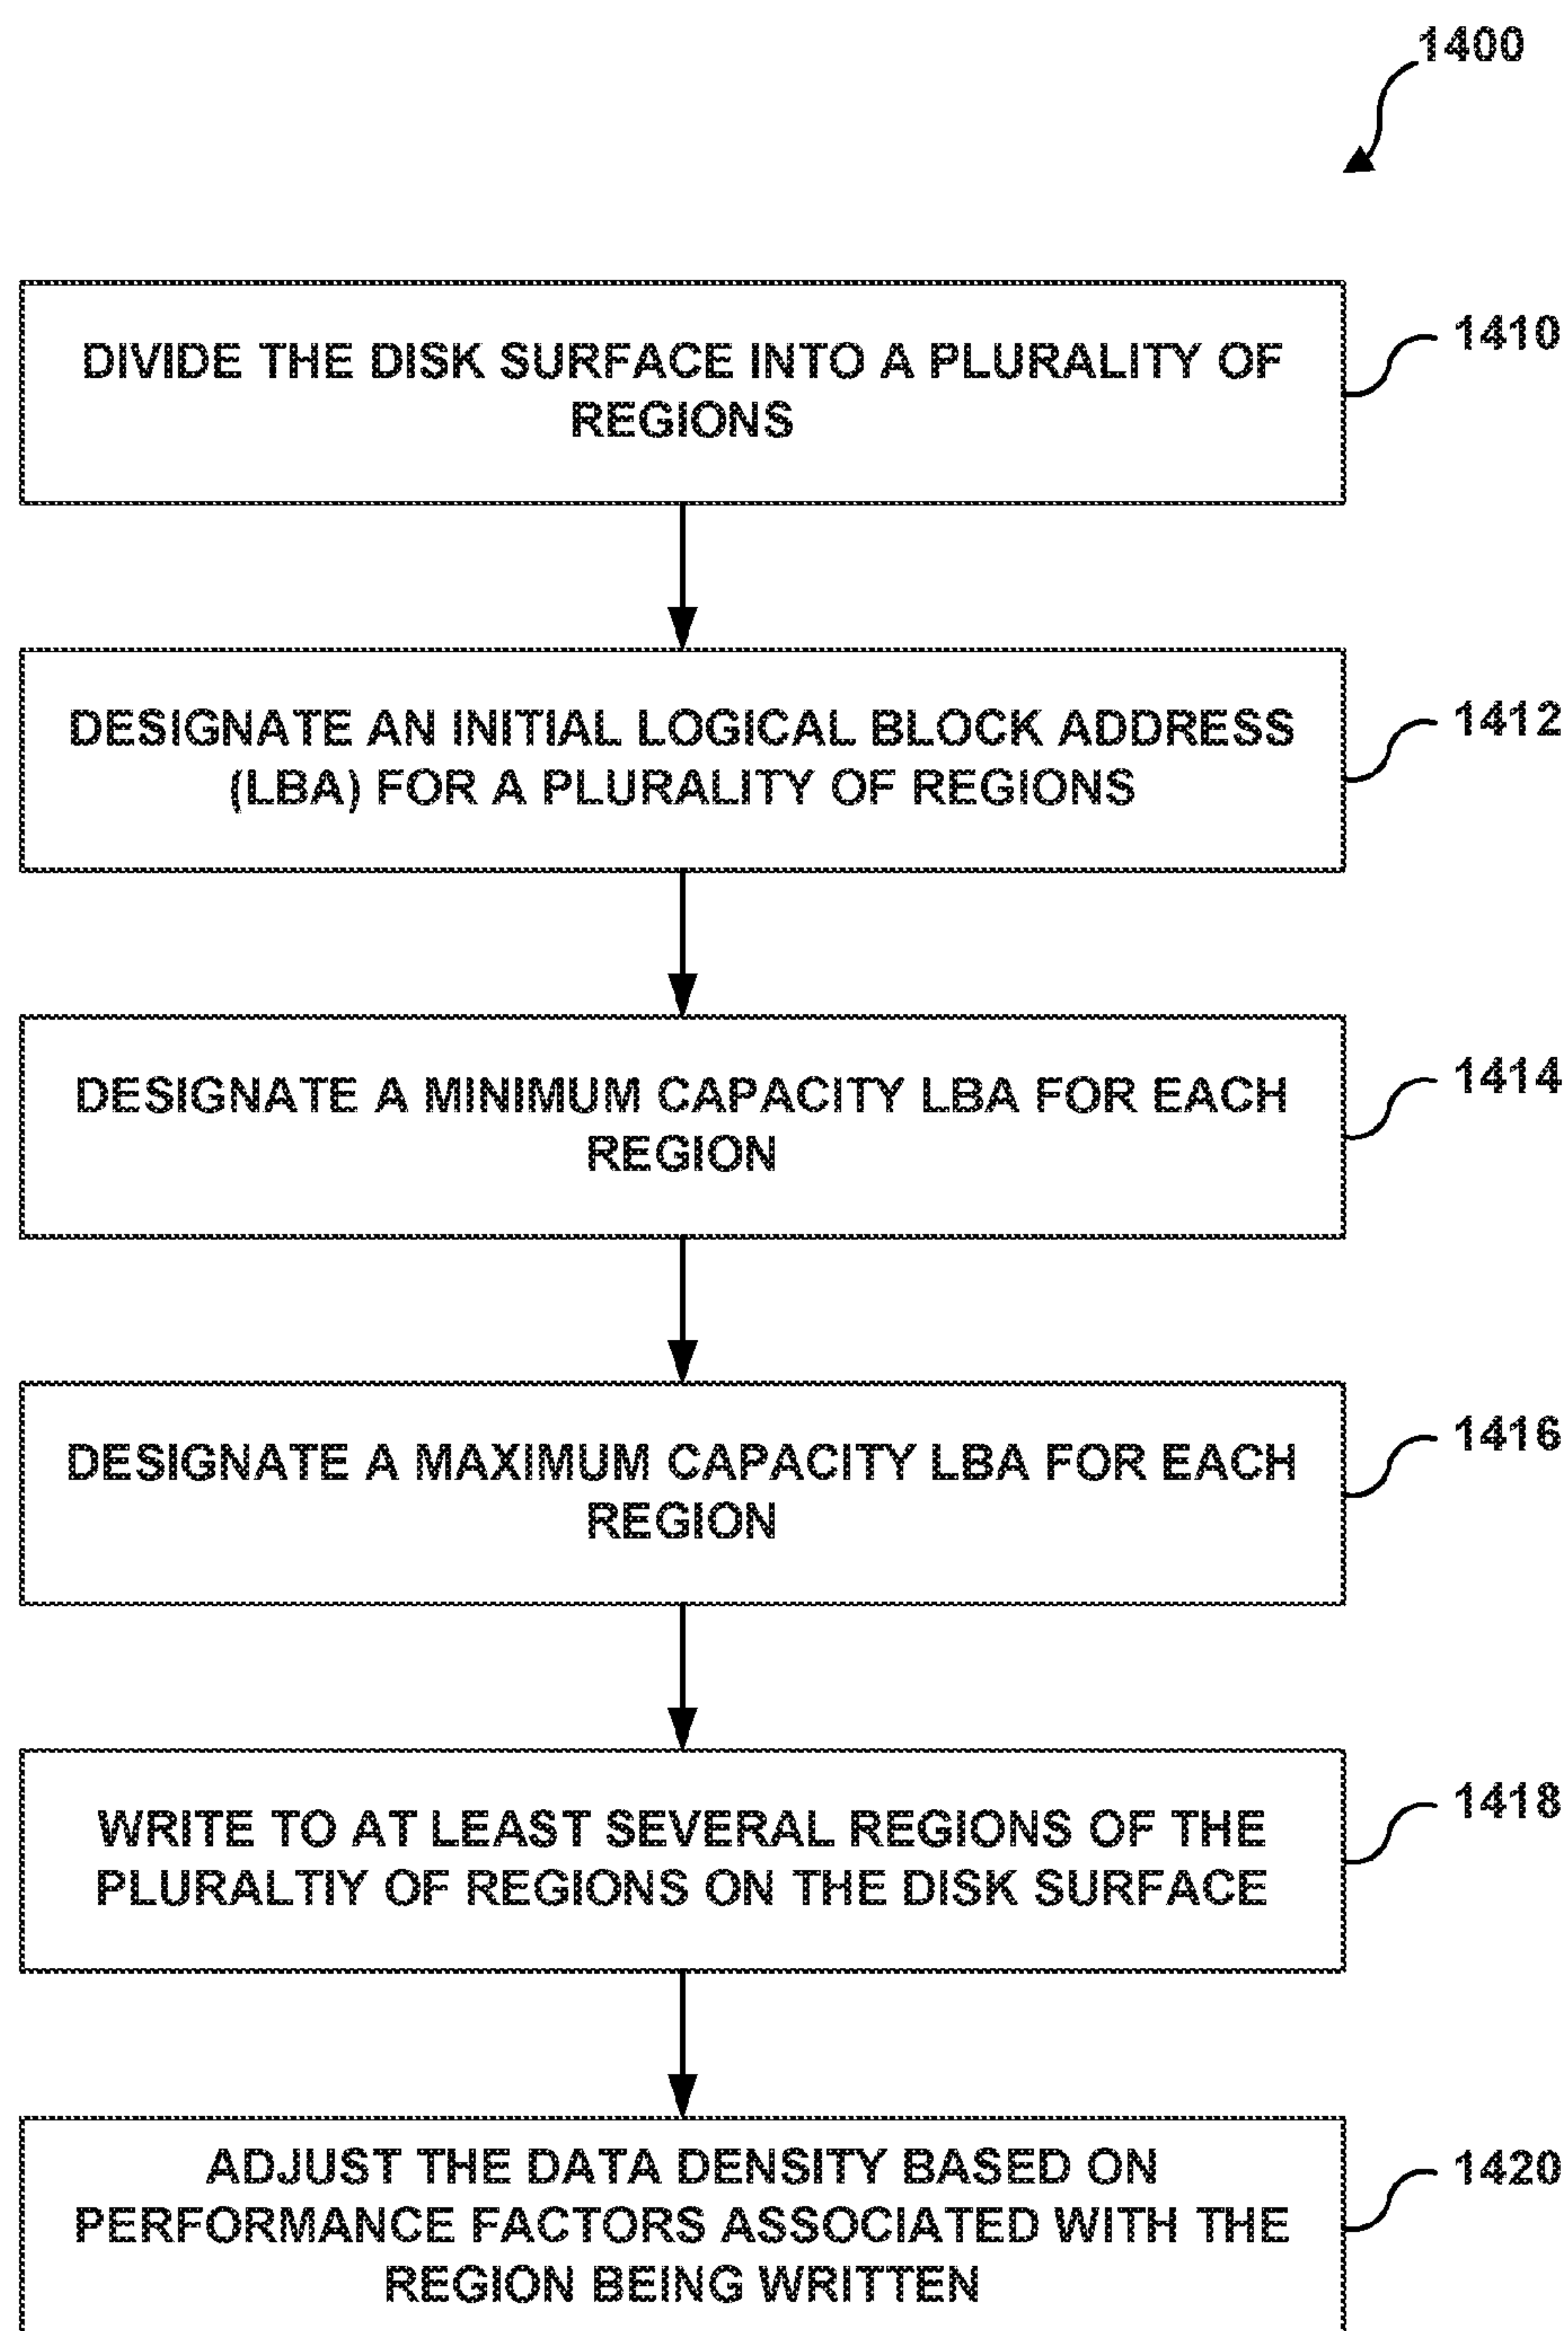 1400
DIVIDE THE DISK SURFACE INTO A PLURALITY OF
REGIONS
1410
DESIGNATE AN INITIAL LOGICAL BLOCK ADDRESS
(LBA) FOR A PLURALITY OF REGIONS
1412
DESIGNATE A MINIMUM CAPACITY LBA FOR EACH
REGION
1414
DESIGNATE A MAXIMUM CAPACITY LBA FOR EACH
REGION
1416
WRITE TO AT LEAST SEVERAL REGIONS OF THE
PLURALTIY OF REGIONS ON THE DISK SURFACE
1418
ADJUST THE DATA DENSITY BASED ON
PERFORMANCE FACTORS ASSOCIATED WITH THE
REGION BEING WRITTEN
1420